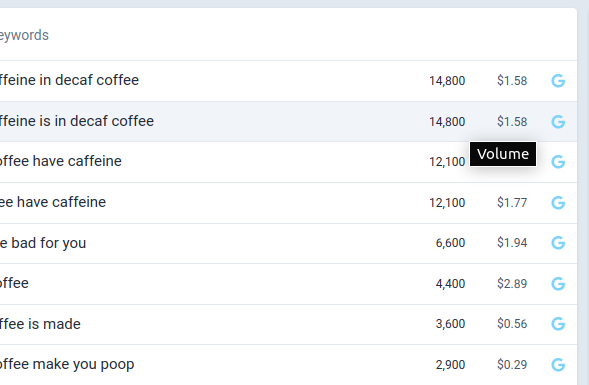 eywords
ffeine in decaf coffee 14,800 $1.58 G
ffeine is in decaf coffee 14,800 $1.58 G
offee have caffeine 12,100 G
Volume
ee have caffeine 12,100 $1.77 G
e bad for you 6,600 $1.94 G
offee 4,400 $2.89 G
ffee is made 3,600 $0.56 G
offee make you poop 2,900 $0.29 G